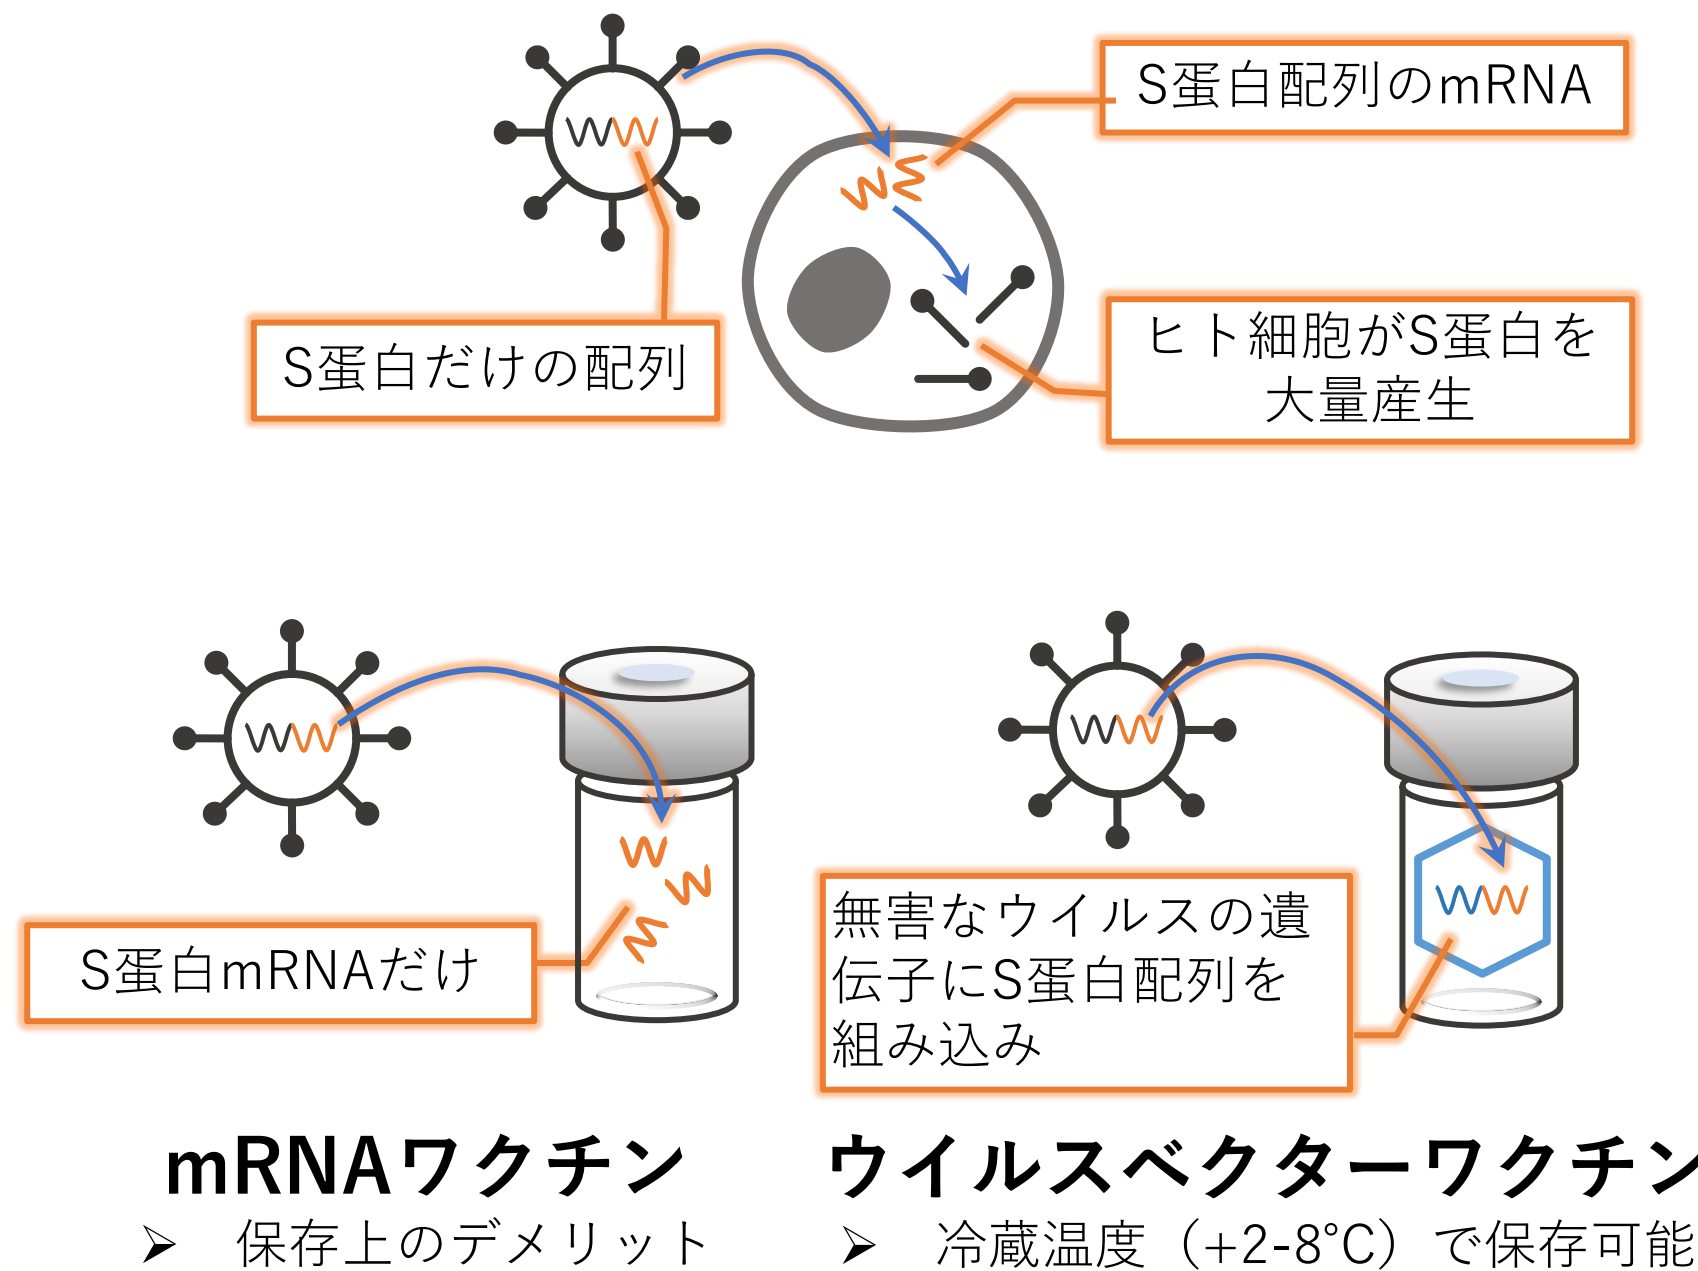 S蛋白配列のmRNA
S蛋白だけの配列
ヒト細胞がS蛋白を
大量産生
S蛋白mRNAだけ
無害なウイルスの遺
伝子にS蛋白配列を
組み込み
mRNAワクチン
➢ 保存上のデメリット
ウイルスベクターワクチン
➢ 冷蔵温度（+2-8°C）で保存可能